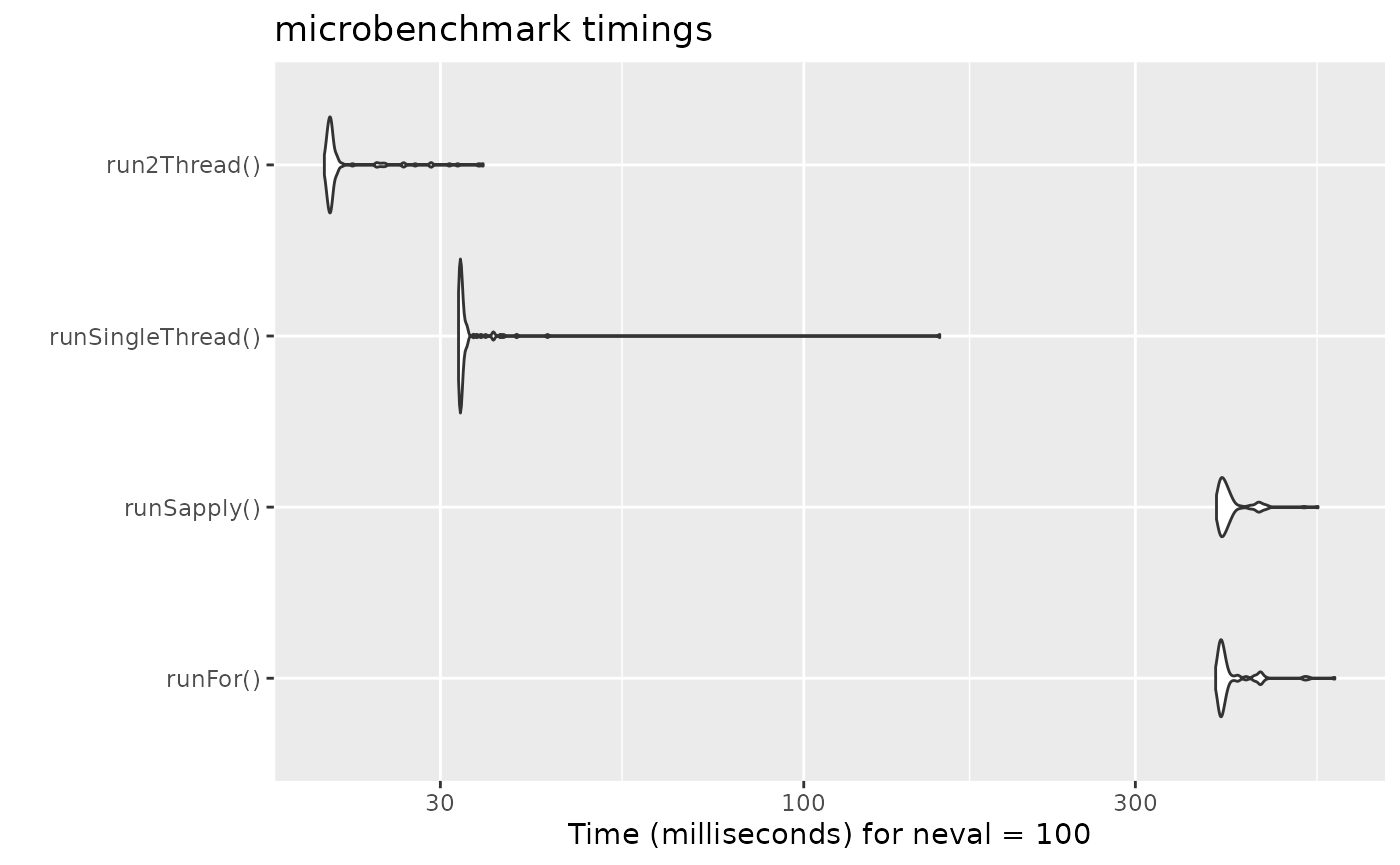 microbenchmark timings
run2Thread()
runSingleThread()
runSapply()
runFor()
30
100
300
Time (milliseconds) for neval = 100